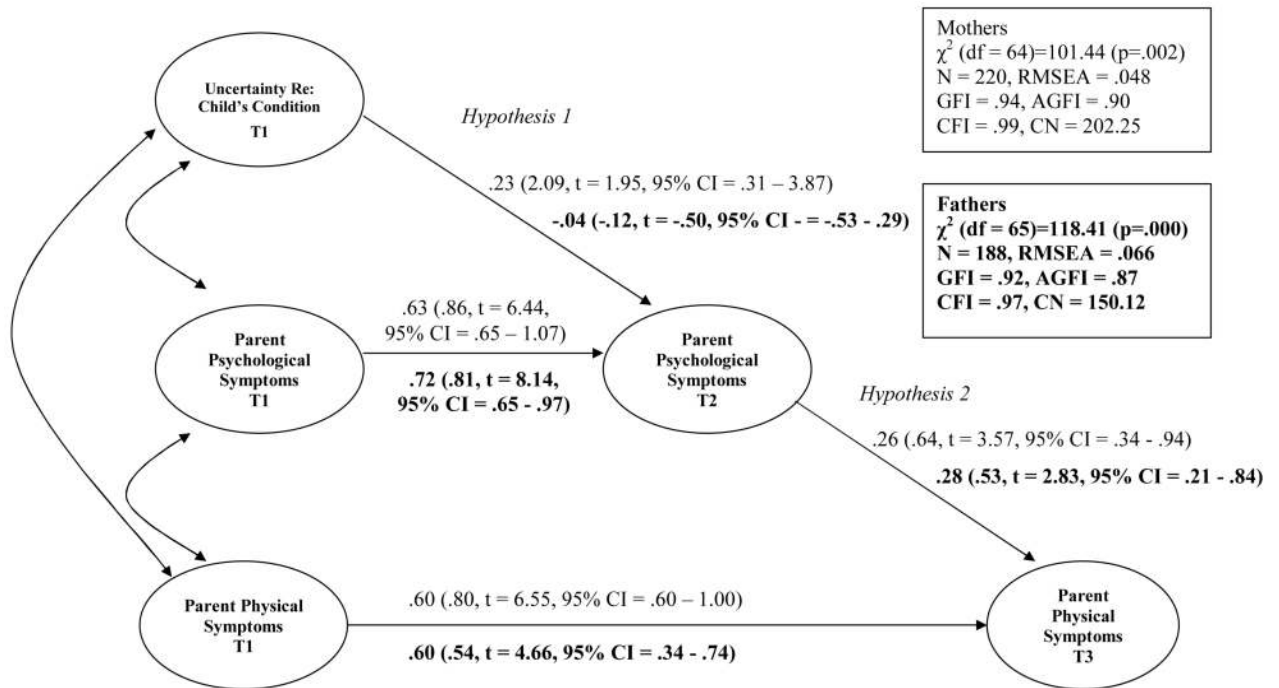 Mothers
χ² (df = 64)=101.44 (p=.002)
N = 220, RMSEA = .048
GFI = .94, AGFI = .90
CFI = .99, CN = 202.25
Uncertainty Re:
Child's Condition
T1
Hypothesis 1
.23 (2.09, t = 1.95, 95% CI = .31 – 3.87)
-.04 (-.12, t = -.50, 95% CI - = -.53 - .29)
Fathers
χ² (df = 65)=118.41 (p=.000)
N = 188, RMSEA = .066
GFI = .92, AGFI = .87
CFI = .97, CN = 150.12
Parent
Psychological
Symptoms
T1
.63 (.86, t = 6.44,
95% CI = .65 – 1.07)
.72 (.81, t = 8.14,
95% CI = .65 - .97)
Parent
Psychological
Symptoms
T2
Hypothesis 2
.26 (.64, t = 3.57, 95% CI = .34 - .94)
.28 (.53, t = 2.83, 95% CI = .21 - .84)
Parent Physical
Symptoms
T1
.60 (.80, t = 6.55, 95% CI = .60 – 1.00)
.60 (.54, t = 4.66, 95% CI = .34 - .74)
Parent
Physical
Symptoms
T3